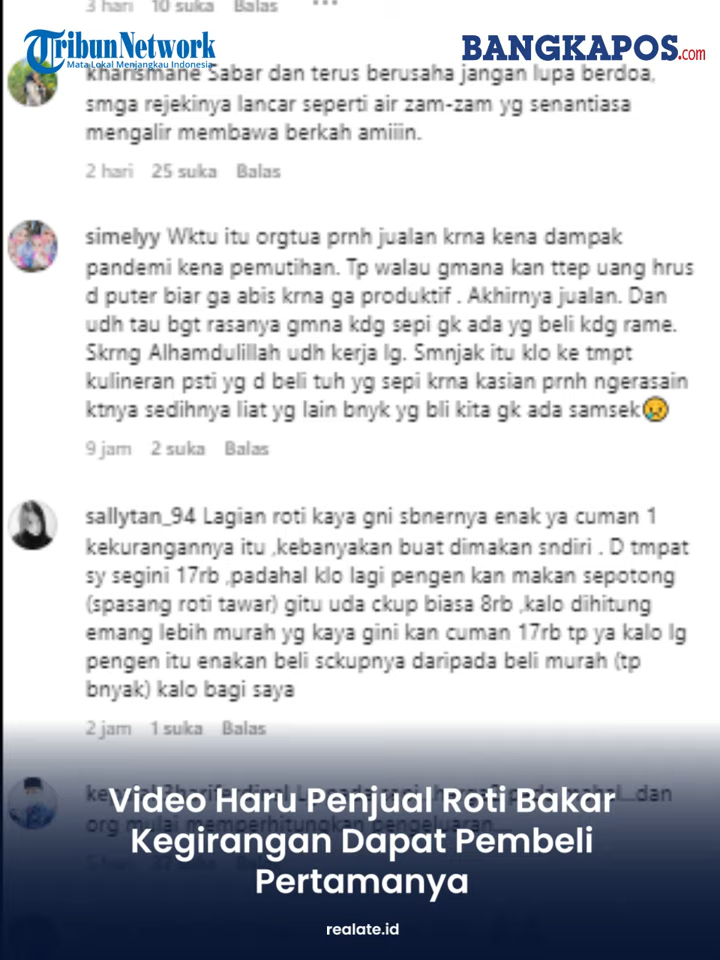 3 hari 10 suka Balas ...
TribunNetwork
Mata Lokal Menjangkau Indonesia
BANGKAPOS.com
kharismane Sabar dan terus berusaha jangan lupa berdoa,
smga rejekinya lancar seperti air zam-zam yg senantiasa
mengalir membawa berkah amiiin.
2 hari 25 suka Balas
simelyy Wktu itu orgtua prnh jualan krna kena dampak
pandemi kena pemutihan. Tp walau gmana kan ttep uang hrus
d puter biar ga abis krna ga produktif . Akhirnya jualan. Dan
udh tau bgt rasanya gmna kdg sepi gk ada yg beli kdg rame.
Skrng Alhamdulillah udh kerja lg. Smnjak itu klo ke tmpt
kulineran psti yg d beli tuh yg sepi krna kasian prnh ngerasain
ktnya sedihnya liat yg lain bnyk yg bli kita gk ada samsek😥
9 jam 2 suka Balas
sallytan_94 Lagian roti kaya gni sbnernya enak ya cuman 1
kekurangannya itu ,kebanyakan buat dimakan sndiri . D tmpat
sy segini 17rb ,padahal klo lagi pengen kan makan sepotong
(spasang roti tawar) gitu uda ckup biasa 8rb ,kalo dihitung
emang lebih murah yg kaya gini kan cuman 17rb tp ya kalo lg
pengen itu enakan beli sckupnya daripada beli murah (tp
bnyak) kalo bagi saya
2 jam 1 suka Balas
dan
org mulai memperhitungkan pengeluaran
Video Haru Penjual Roti Bakar
Kegirangan Dapat Pembeli
Pertamanya
realate.id